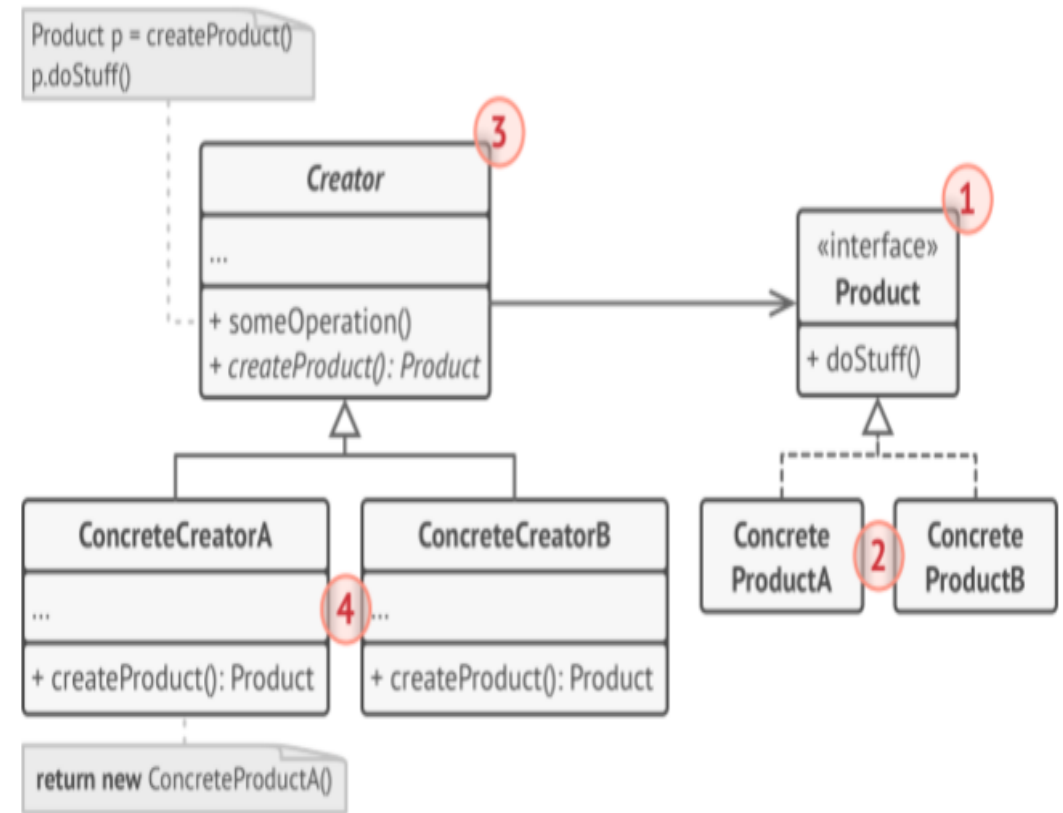 Product p = createProduct()
p.doStuff()
3
Creator
...
+ someOperation()
+ createProduct(): Product
1
«interface»
Product
+ doStuff()
ConcreteCreatorA
...
+ createProduct(): Product
4
ConcreteCreatorB
...
+ createProduct(): Product
Concrete
ProductA
2
Concrete
ProductB
return new ConcreteProductA()